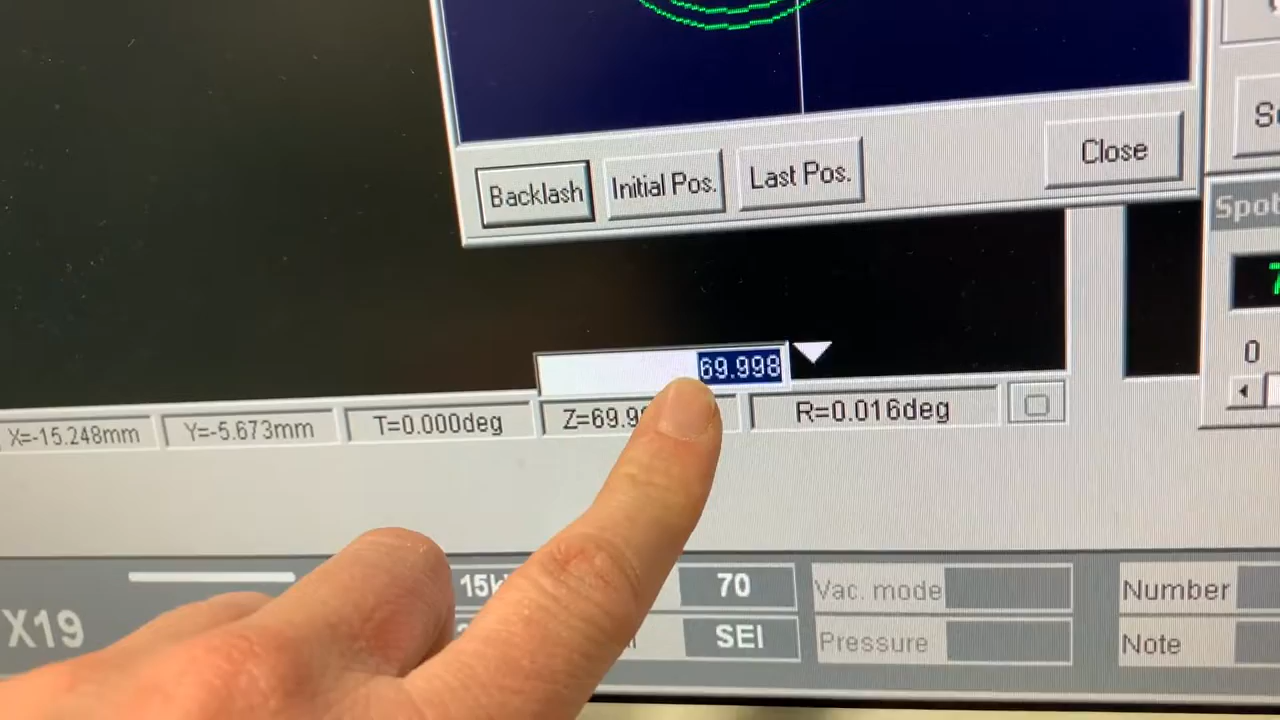 Backlash
Initial Pos.
Last Pos.
Close
Spot
0
69.998
X=-15.248mm
Y=-5.673mm
T=0.000deg
R=0.016deg
X19
70
SEI
Vac. mode
Pressure
Number
Note